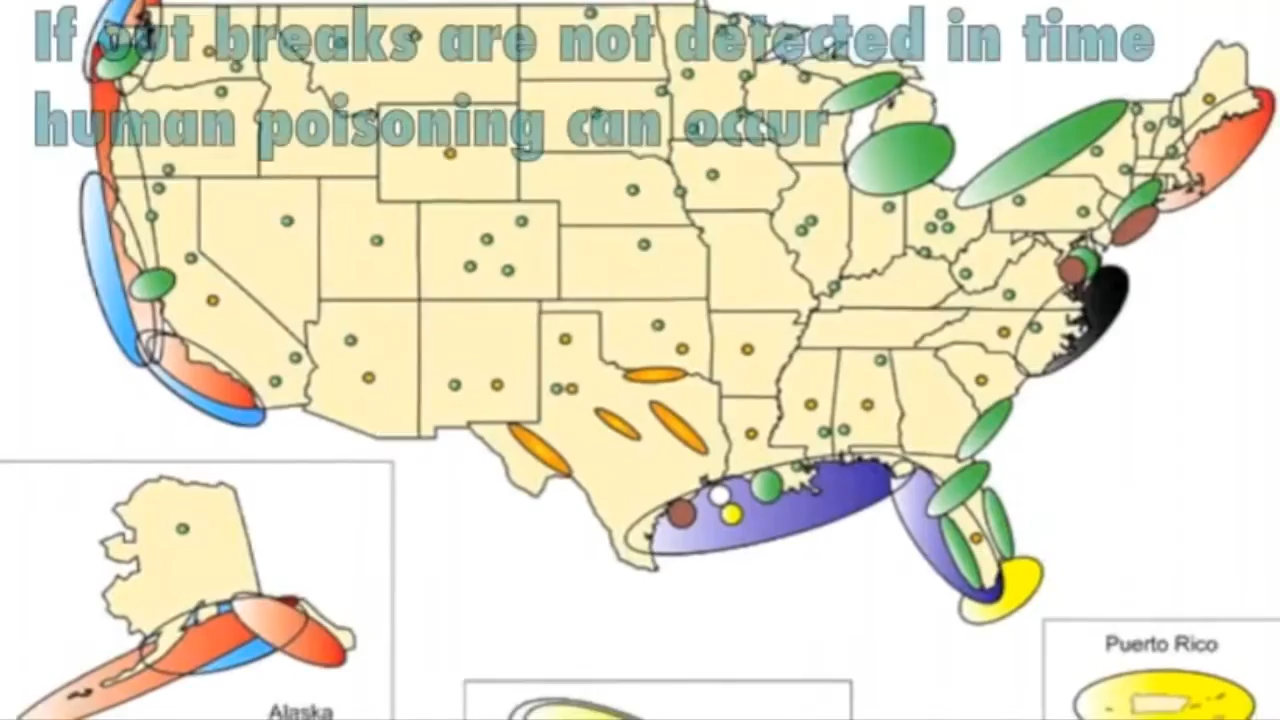 If out breaks are not detected in time
human poisoning can occur
Puerto Rico
Alaska